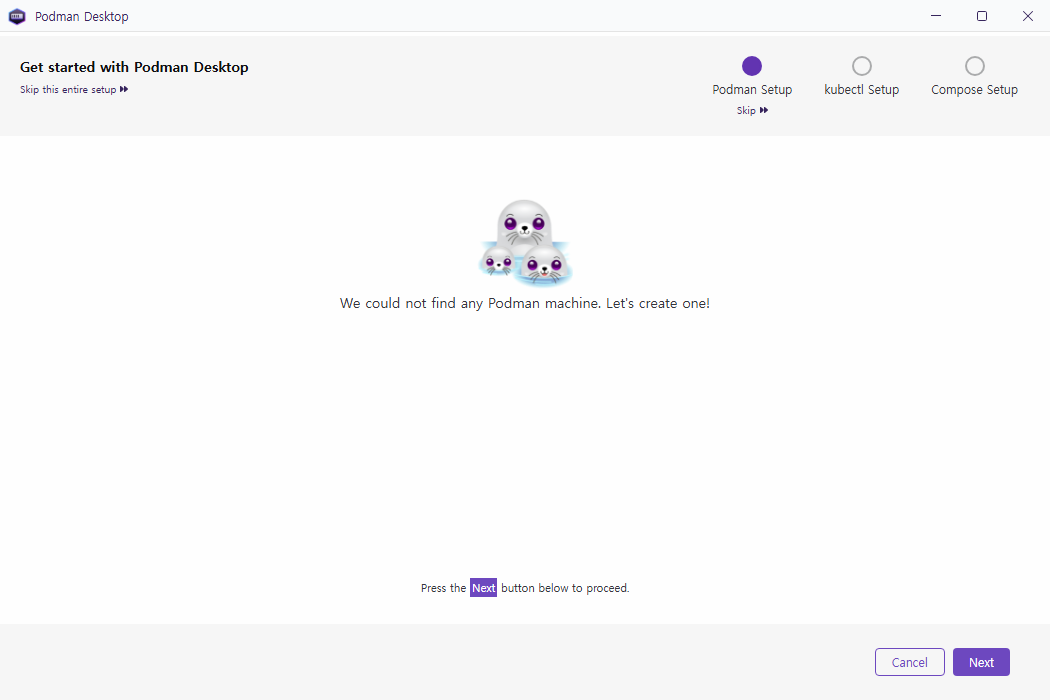 Podman Desktop
Get started with Podman Desktop
Skip this entire setup
Podman Setup
Skip
kubectl Setup
Compose Setup
We could not find any Podman machine. Let's create one!
Press the Next button below to proceed.
Cancel
Next